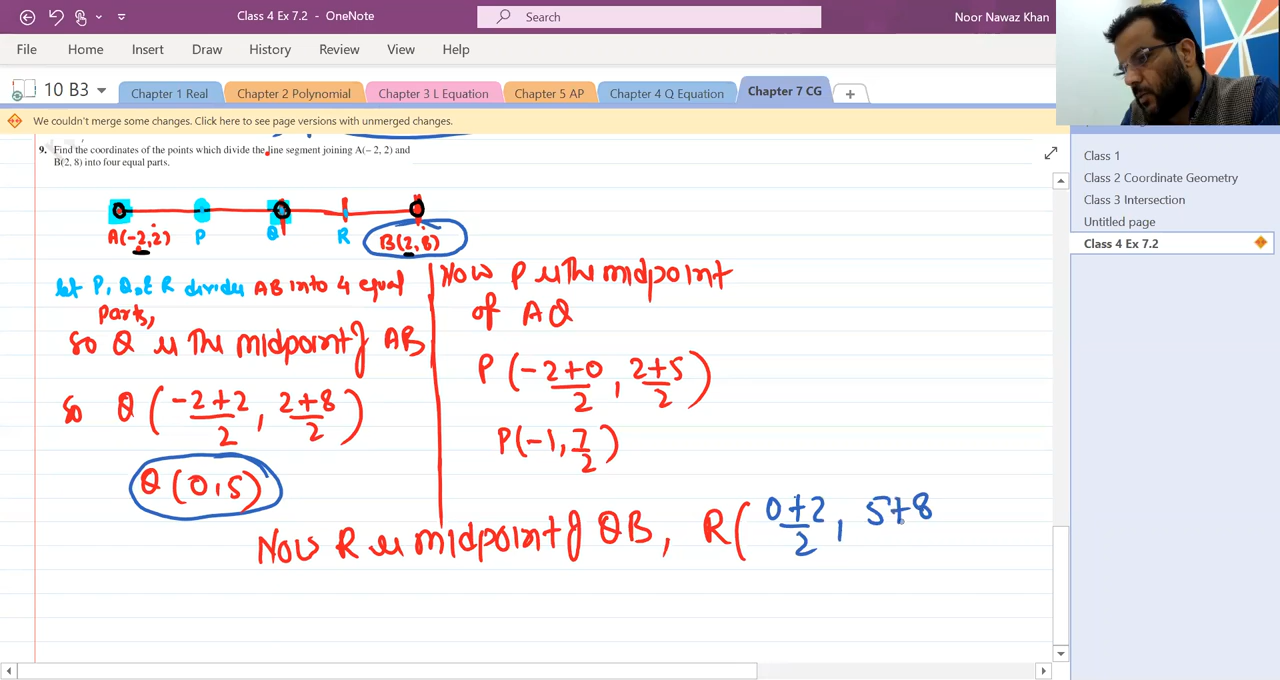 Class 4 Ex 7.2 - OneNote
Search
Noor Nawaz Khan
File Home Insert Draw History Review View Help
10 B3
Chapter 1 Real
Chapter 2 Polynomial
Chapter 3 L Equation
Chapter 5 AP
Chapter 4 Q Equation
Chapter 7 CG
We couldn't merge some changes. Click here to see page versions with unmerged changes.
9. Find the coordinates of the points which divide the line segment joining A(– 2, 2) and
B(2, 8) into four equal parts.
A(-2,2) P Q R B(2,8)
let P, Q, & R divides AB into 4 equal
parts,
So Q is the midpoint of AB
So Q (-2+2/2, 2+8/2)
Q (0,5)
Now P is the midpoint
of AQ
P (-2+0/2, 2+5/2)
P(-1, 7/2)
Now R is midpoint of QB, R(0+2/2, 5+8
Class 1
Class 2 Coordinate Geometry
Class 3 Intersection
Untitled page
Class 4 Ex 7.2